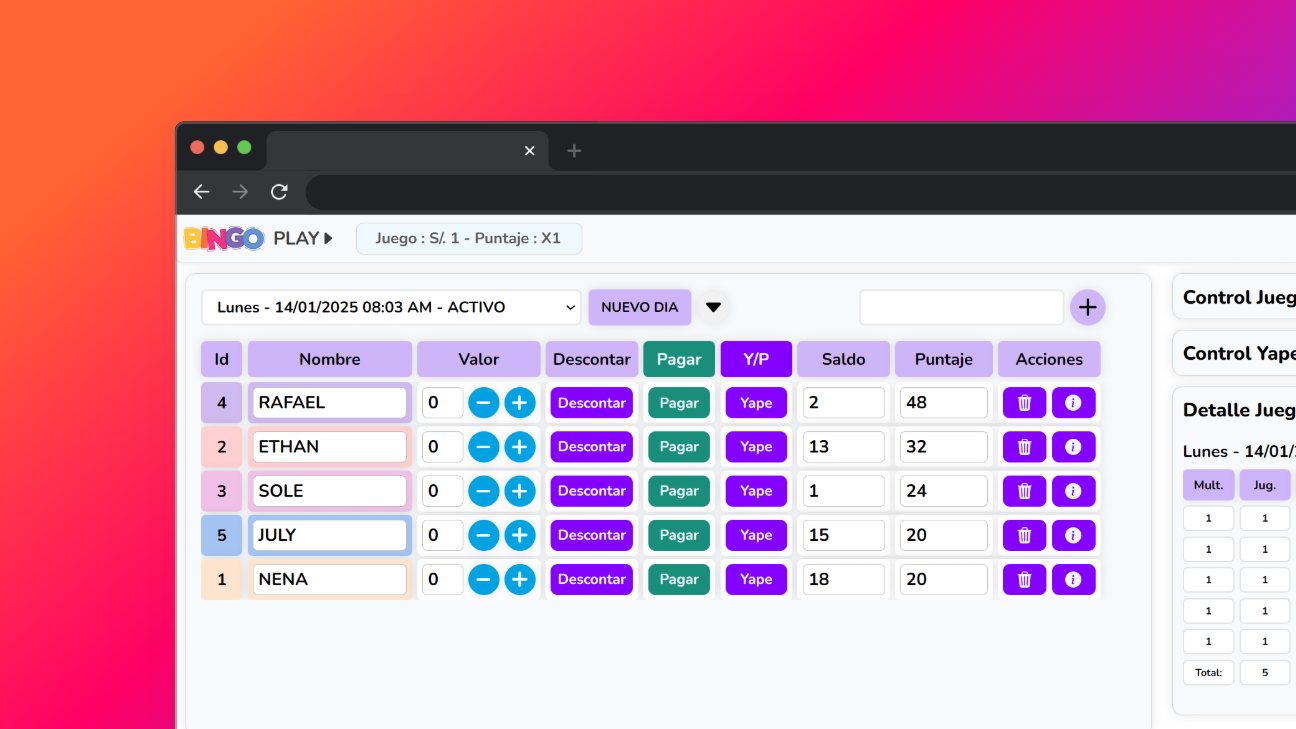 BINGO PLAY
Juego : S/. 1 - Puntaje : X1
Lunes - 14/01/2025 08:03 AM - ACTIVO
NUEVO DIA
Id Nombre Valor Descontar Pagar Y/P Saldo Puntaje Acciones
4 RAFAEL 0 Descontar Pagar Yape 2 48
2 ETHAN 0 Descontar Pagar Yape 13 32
3 SOLE 0 Descontar Pagar Yape 1 24
5 JULY 0 Descontar Pagar Yape 15 20
1 NENA 0 Descontar Pagar Yape 18 20
Control Jueg
Control Yape
Detalle Jueg
Lunes - 14/01/
Mult. Jug.
1 1
1 1
1 1
1 1
1 1
Total: 5